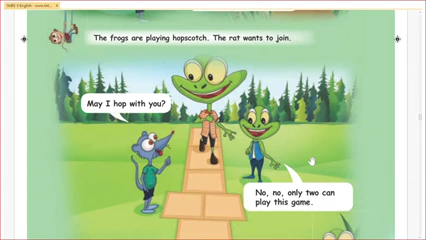 The frogs are playing hopscotch. The rat wants to join.
May I hop with you?
No, no, only two can
play this game.